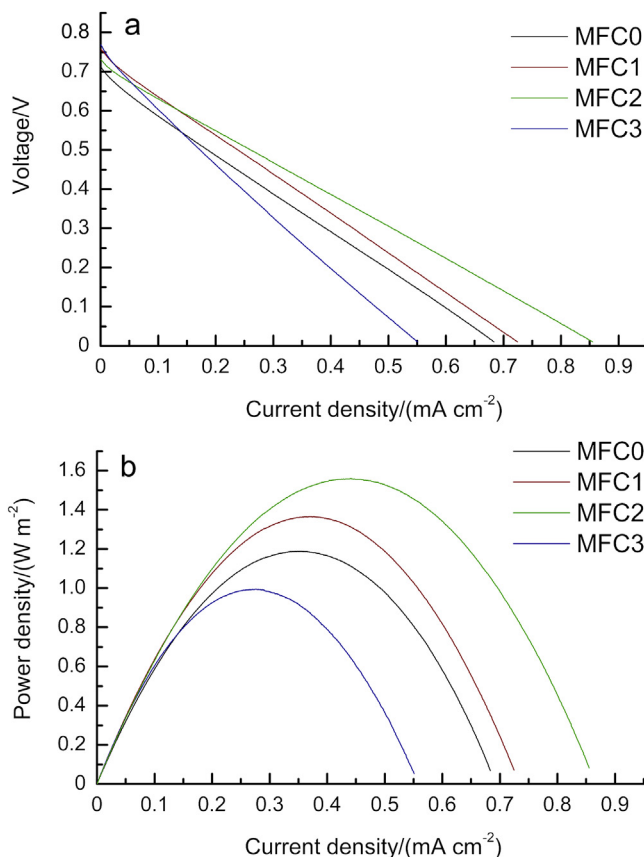 a
MFC0
MFC1
MFC2
MFC3
0.8
0.7
0.6
0.5
0.4
0.3
0.2
0.1
0
Voltage/V
0 0.1 0.2 0.3 0.4 0.5 0.6 0.7 0.8 0.9
Current density/(mA cm⁻²)
b
MFC0
MFC1
MFC2
MFC3
1.6
1.4
1.2
1.0
0.8
0.6
0.4
0.2
0
Power density/(W m⁻²)
0 0.1 0.2 0.3 0.4 0.5 0.6 0.7 0.8 0.9
Current density/(mA cm⁻²)